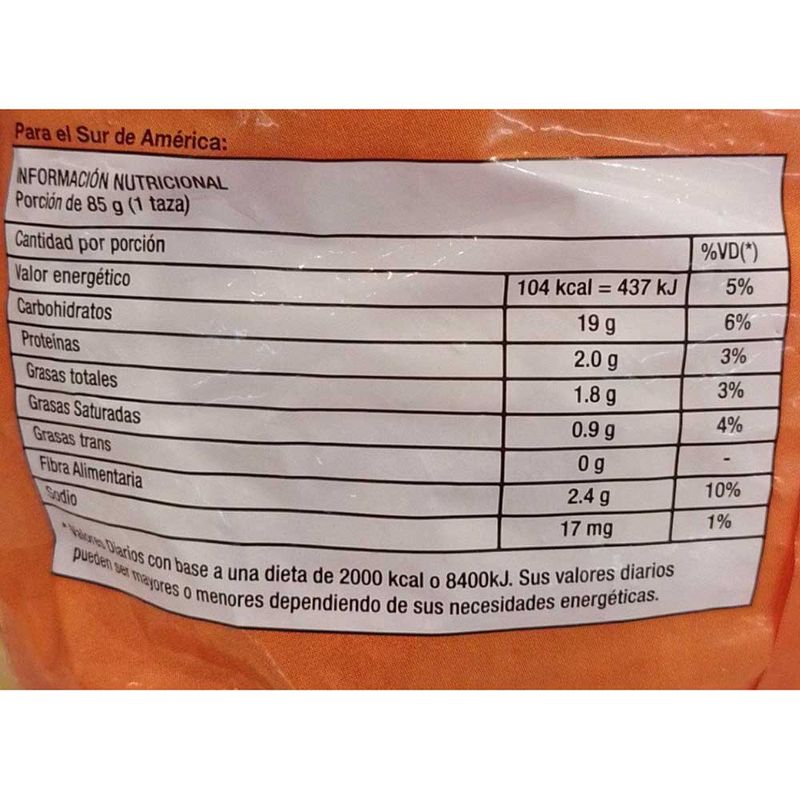 Para el Sur de América:
INFORMACIÓN NUTRICIONAL
Porción de 85 g (1 taza)
Cantidad por porción %VD(*)
Valor energético 104 kcal = 437 kJ 5%
Carbohidratos 19 g 6%
Proteínas 2.0 g 3%
Grasas totales 1.8 g 3%
Grasas Saturadas 0.9 g 4%
Grasas trans 0 g -
Fibra Alimentaria 2.4 g 10%
Sodio 17 mg 1%
* Valores Diarios con base a una dieta de 2000 kcal o 8400kJ. Sus valores diarios
pueden ser mayores o menores dependiendo de sus necesidades energéticas.